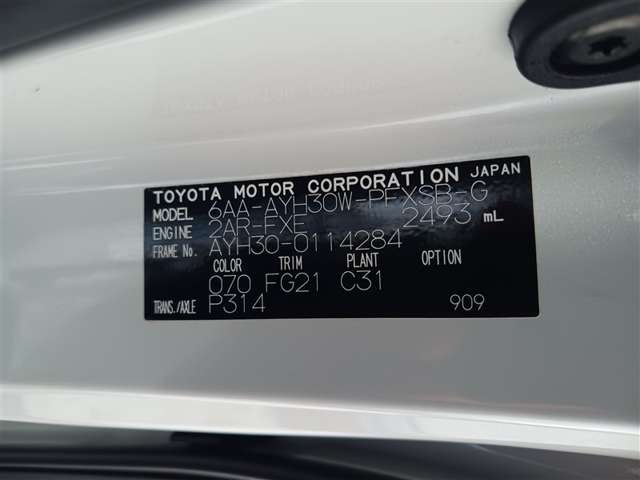 TOYOTA MOTOR CORPORATION JAPAN
MODEL 6AA-AYH30W-PFXSB-G
ENGINE 2AR-FXE 2493 mL
FRAME No. AYH30-0114284
COLOR TRIM PLANT OPTION
070 FG21 C31
TRANS./AXLE P314 909